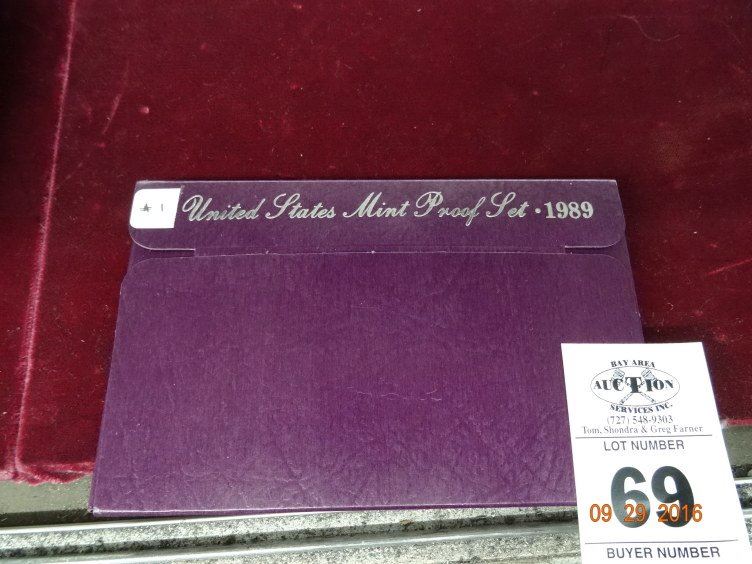 United States Mint Proof Set · 1989
BAY AREA
AUCTION
SERVICES INC.
(727) 548-9303
Tom, Shondra & Greg Farner
LOT NUMBER
69
09 29 2016
BUYER NUMBER